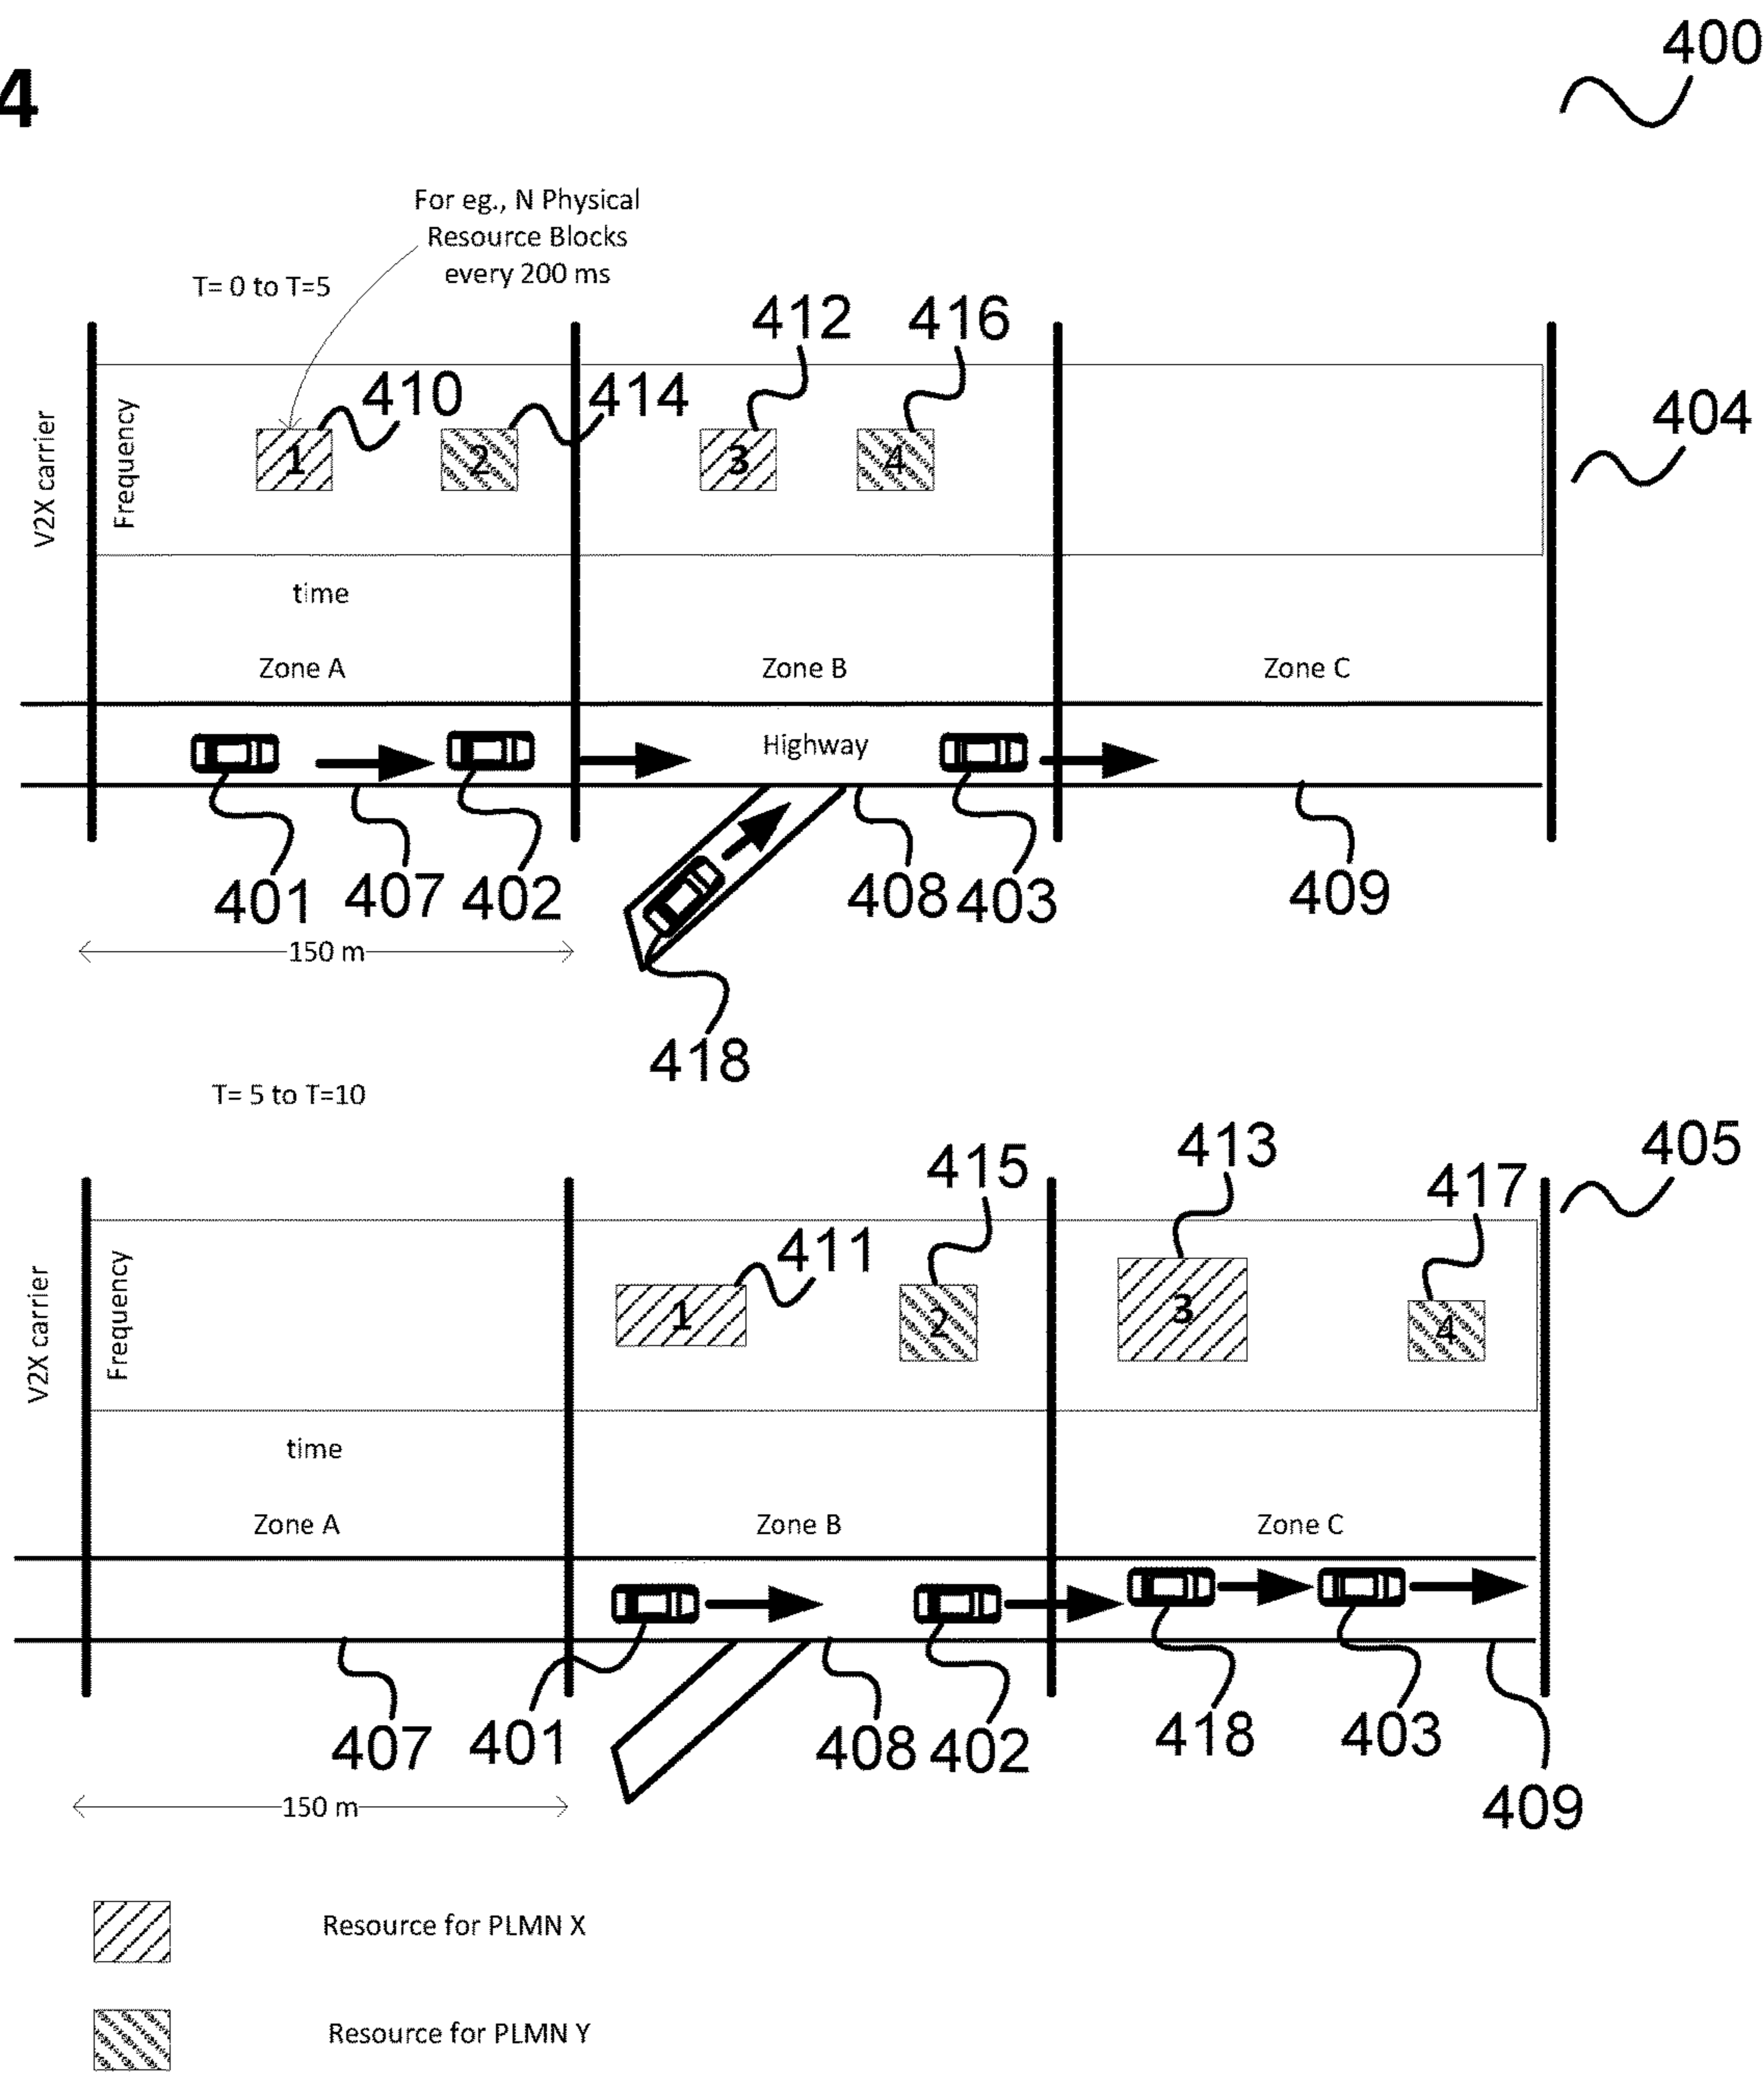 400
4
For eg., N Physical
Resource Blocks
every 200 ms
T= 0 to T=5
412 416
410 414
404
V2X carrier
Frequency
1 2 3 4
time
Zone A Zone B Zone C
Highway
401 407 402 408 403 409
150 m
418
T= 5 to T=10
413 405
415 417
411
V2X carrier
Frequency
1 2 3 4
time
Zone A Zone B Zone C
407 401 408 402 418 403
150 m 409
Resource for PLMN X
Resource for PLMN Y